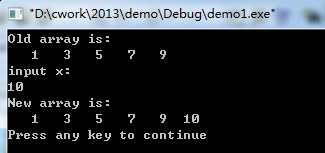 "D:\cwork\2013\demo\Debug\demo1.exe"
Old array is:
1 3 5 7 9
input x:
10
New array is:
1 3 5 7 9 10
Press any key to continue